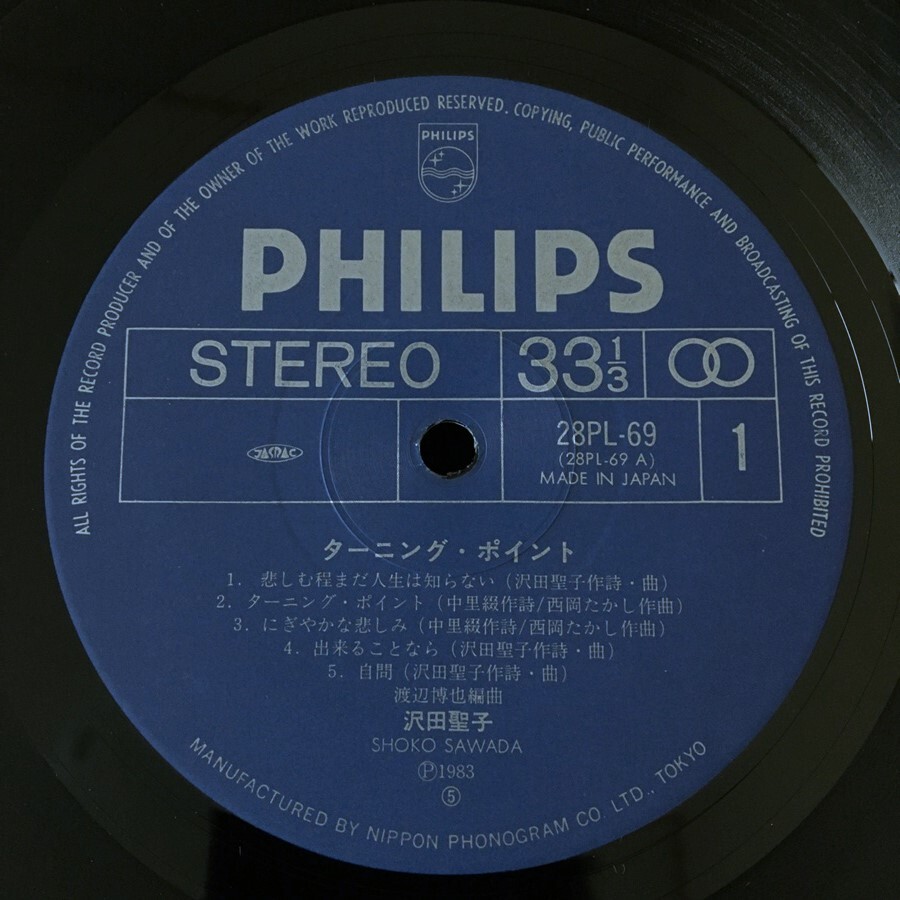 ALL RIGHTS OF THE RECORD PRODUCER AND OF THE OWNER OF THE WORK REPRODUCED RESERVED. COPYING, PUBLIC PERFORMANCE AND BROADCASTING OF THIS RECORD PROHIBITED
PHILIPS
PHILIPS
STEREO
33 1/3
JASRAC
28PL-69
(28PL-69 A)
MADE IN JAPAN
1
ターニング・ポイント
1. 悲しむ程まだ人生は知らない（沢田聖子作詩・曲）
2. ターニング・ポイント（中里綴作詩/西岡たかし作曲）
3. にぎやかな悲しみ（中里綴作詩/西岡たかし作曲）
4. 出来ることなら（沢田聖子作詩・曲）
5. 自問（沢田聖子作詩・曲）
渡辺博也編曲
沢田聖子
SHOKO SAWADA
Ⓟ1983
⑤
MANUFACTURED BY NIPPON PHONOGRAM CO. LTD., TOKYO